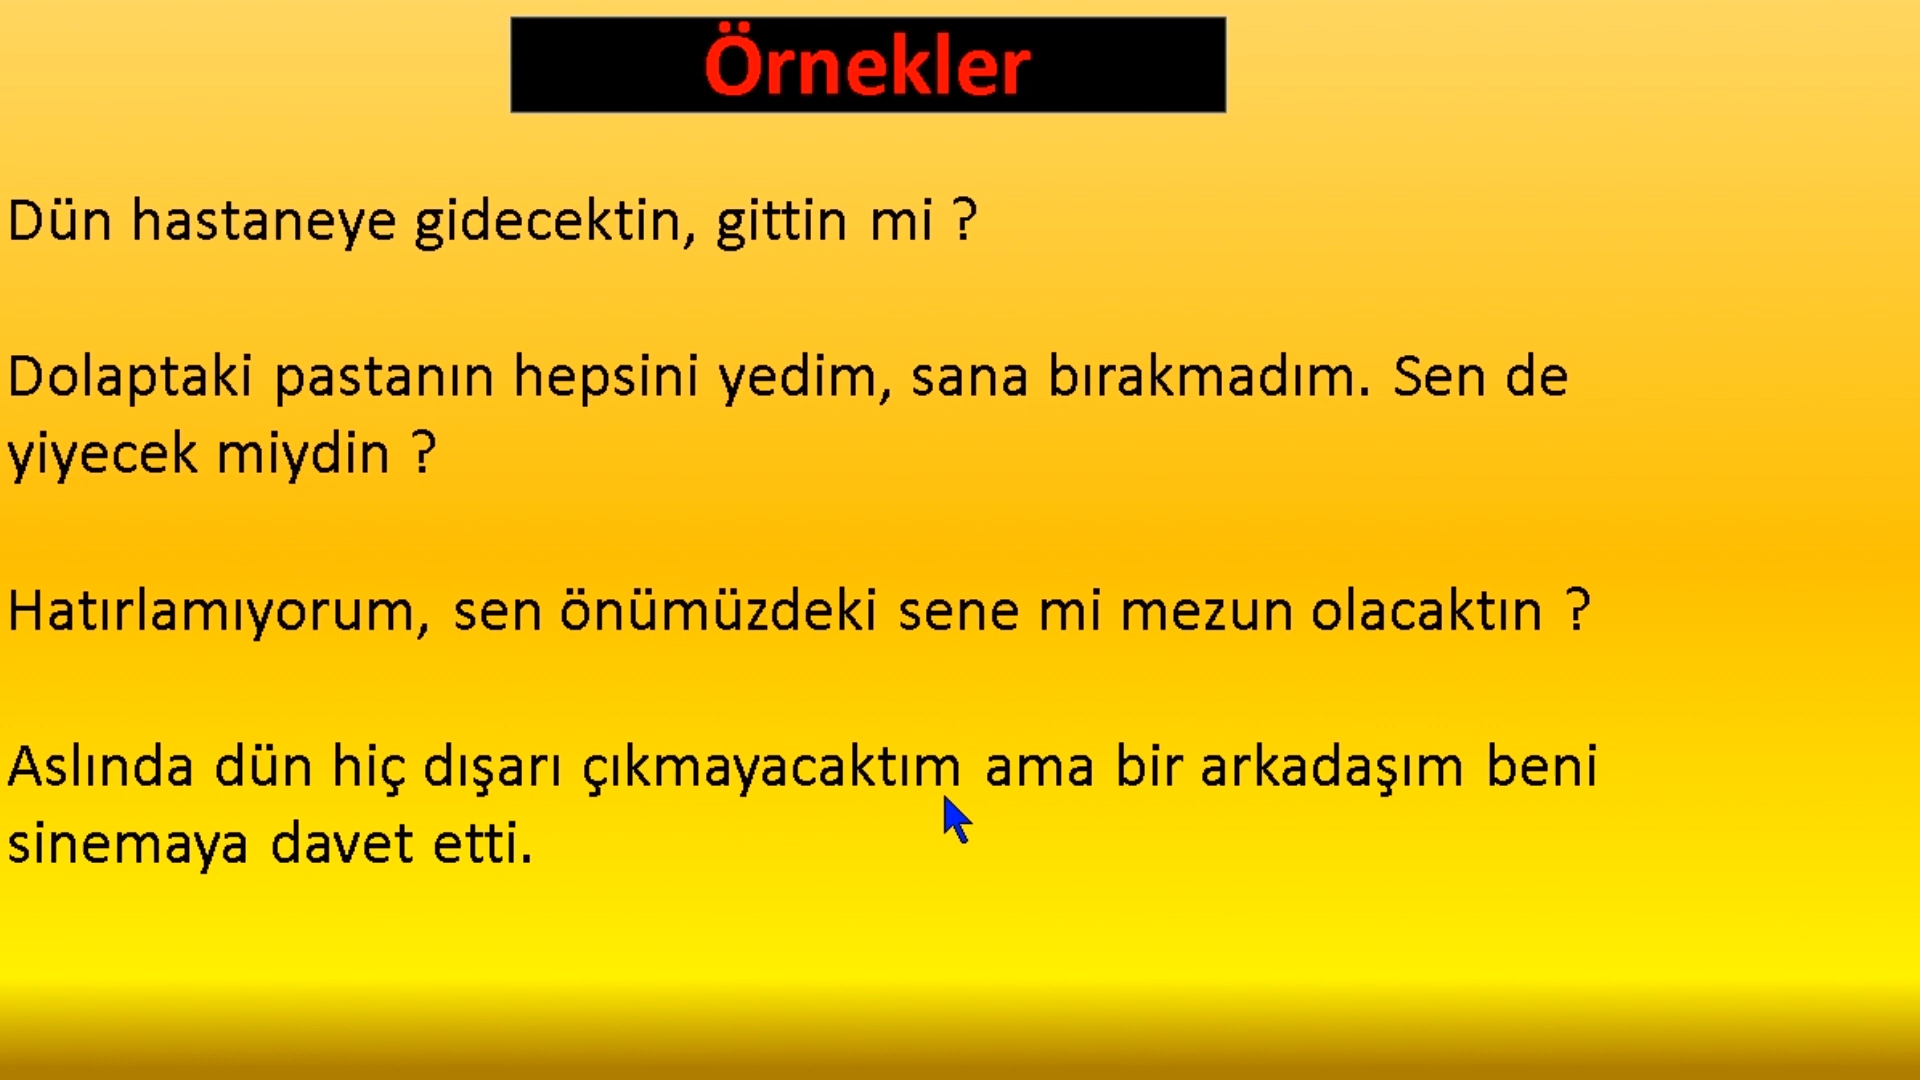 Örnekler
Dün hastaneye gidecektin, gittin mi ?
Dolaptaki pastanın hepsini yedim, sana bırakmadım. Sen de
yiyecek miydin ?
Hatırlamıyorum, sen önümüzdeki sene mi mezun olacaktın ?
Aslında dün hiç dışarı çıkmayacaktım ama bir arkadaşım beni
sinemaya davet etti.